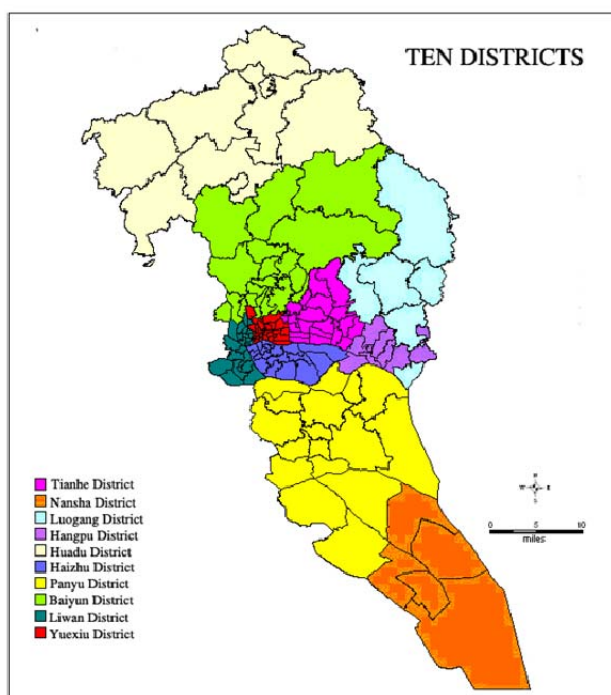 TEN DISTRICTS
Tianhe District
Nansha District
Luogang District
Hangpu District
Huadu District
Haizhu District
Panyu District
Baiyun District
Liwan District
Yuexiu District
N
W E
S
0 5 10
miles